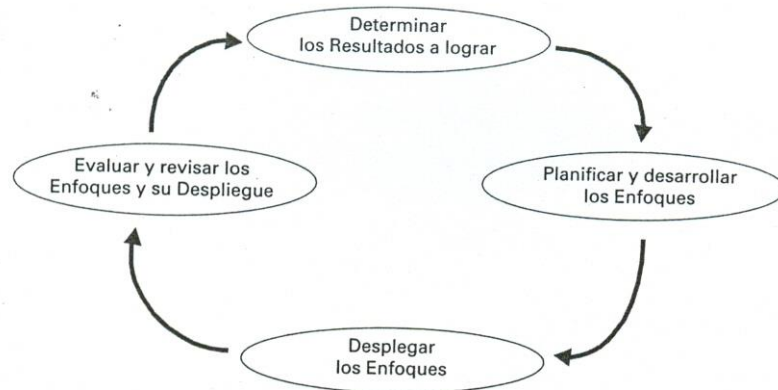 Determinar
los Resultados a lograr
Planificar y desarrollar
los Enfoques
Desplegar
los Enfoques
Evaluar y revisar los
Enfoques y su Despliegue